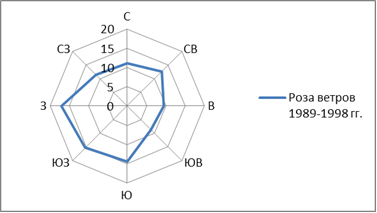 С
20
СЗ
15
СВ
10
5
З
0
В
Роза ветров
1989-1998 гг.
ЮЗ
ЮВ
Ю